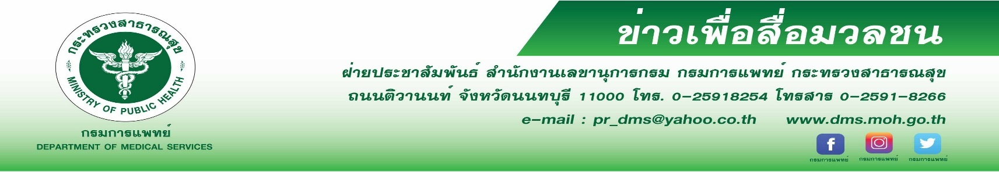 กระทรวงสาธารณสุข
MINISTRY OF PUBLIC HEALTH
กรมการแพทย์
DEPARTMENT OF MEDICAL SERVICES
ข่าวเพื่อสื่อมวลชน
ฝ่ายประชาสัมพันธ์ สำนักงานเลขานุการกรม กรมการแพทย์ กระทรวงสาธารณสุข
ถนนติวานนท์ จังหวัดนนทบุรี 11000 โทร. 0-25918254 โทรสาร 0-2591-8266
e-mail : pr_dms@yahoo.co.th www.dms.moh.go.th
กรมการแพทย์ กรมการแพทย์ กรมการแพทย์